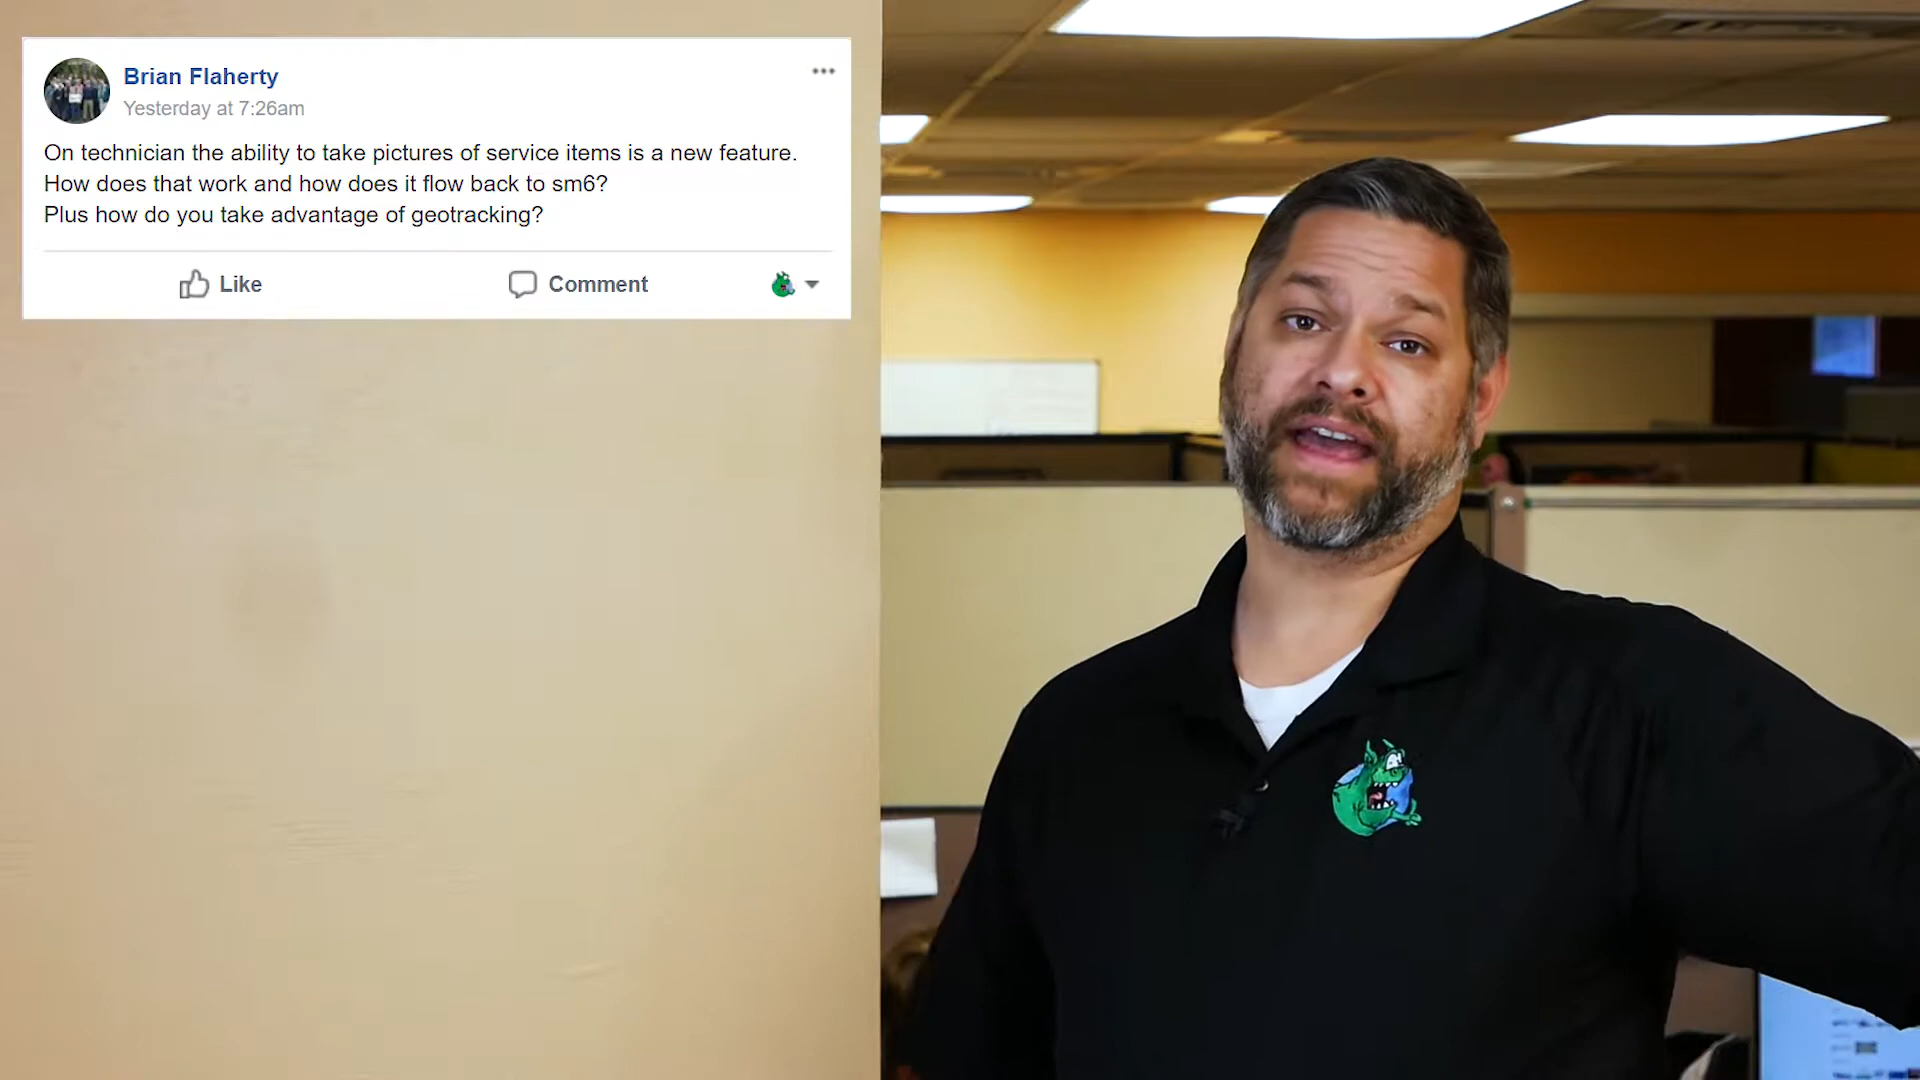 Brian Flaherty
Yesterday at 7:26am
On technician the ability to take pictures of service items is a new feature.
How does that work and how does it flow back to sm6?
Plus how do you take advantage of geotracking?
Like
Comment